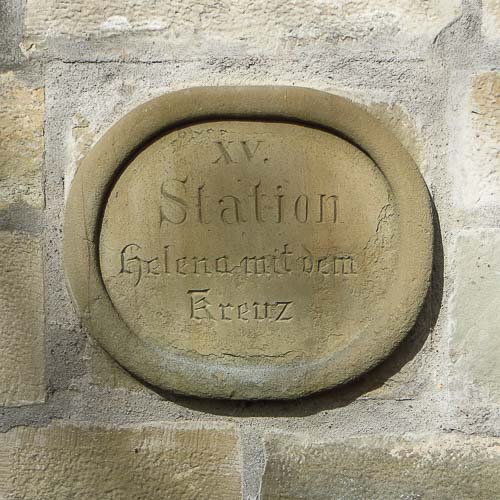 XV.
Station
Helena mit dem
Kreuz